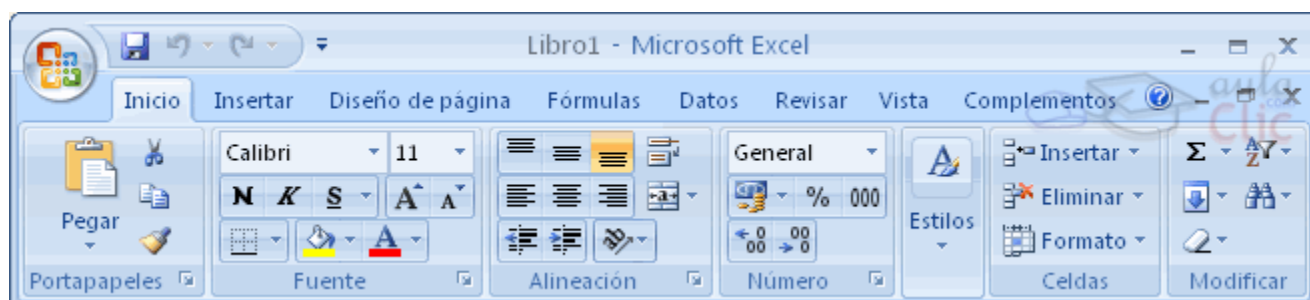 Libro1 - Microsoft Excel
Inicio Insertar Diseño de página Fórmulas Datos Revisar Vista Complementos
aula
Clic
.com
Calibri 11 General Insertar Σ
N K S A A % 000 Eliminar
Pegar Estilos
A Formato
Portapapeles Fuente Alineación Número Celdas Modificar